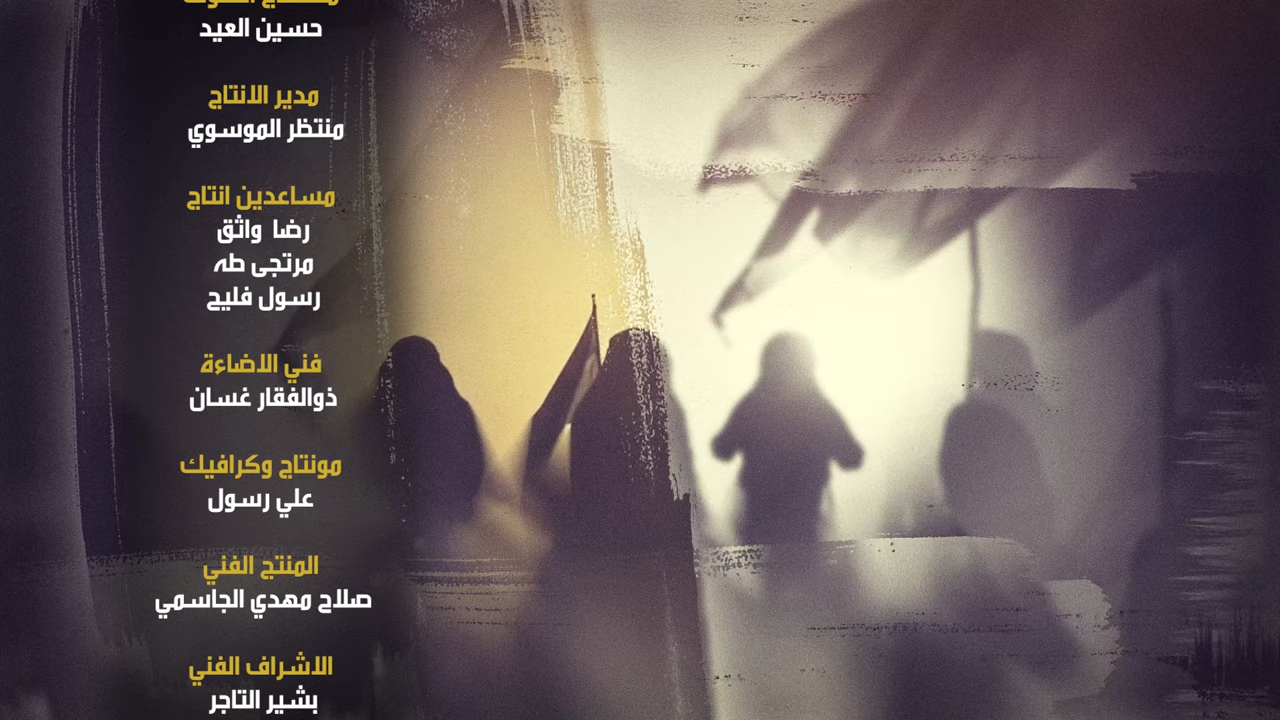 حسين العيد
مدير الانتاج
منتظر الموسوي
مساعدين انتاج
رضا واثق
مرتجى طه
رسول فليح
فني الاضاءة
ذوالفقار غسان
مونتاج وكرافيك
علي رسول
المنتج الفني
صلاح مهدي الجاسمي
الاشراف الفني
بشير التاجر